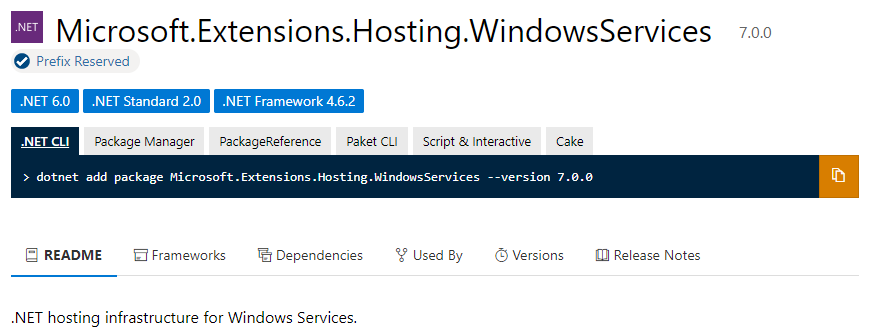 .NET Microsoft.Extensions.Hosting.WindowsServices 7.0.0
Prefix Reserved
.NET 6.0 .NET Standard 2.0 .NET Framework 4.6.2
.NET CLI Package Manager PackageReference Paket CLI Script & Interactive Cake
> dotnet add package Microsoft.Extensions.Hosting.WindowsServices --version 7.0.0
README Frameworks Dependencies Used By Versions Release Notes
.NET hosting infrastructure for Windows Services.